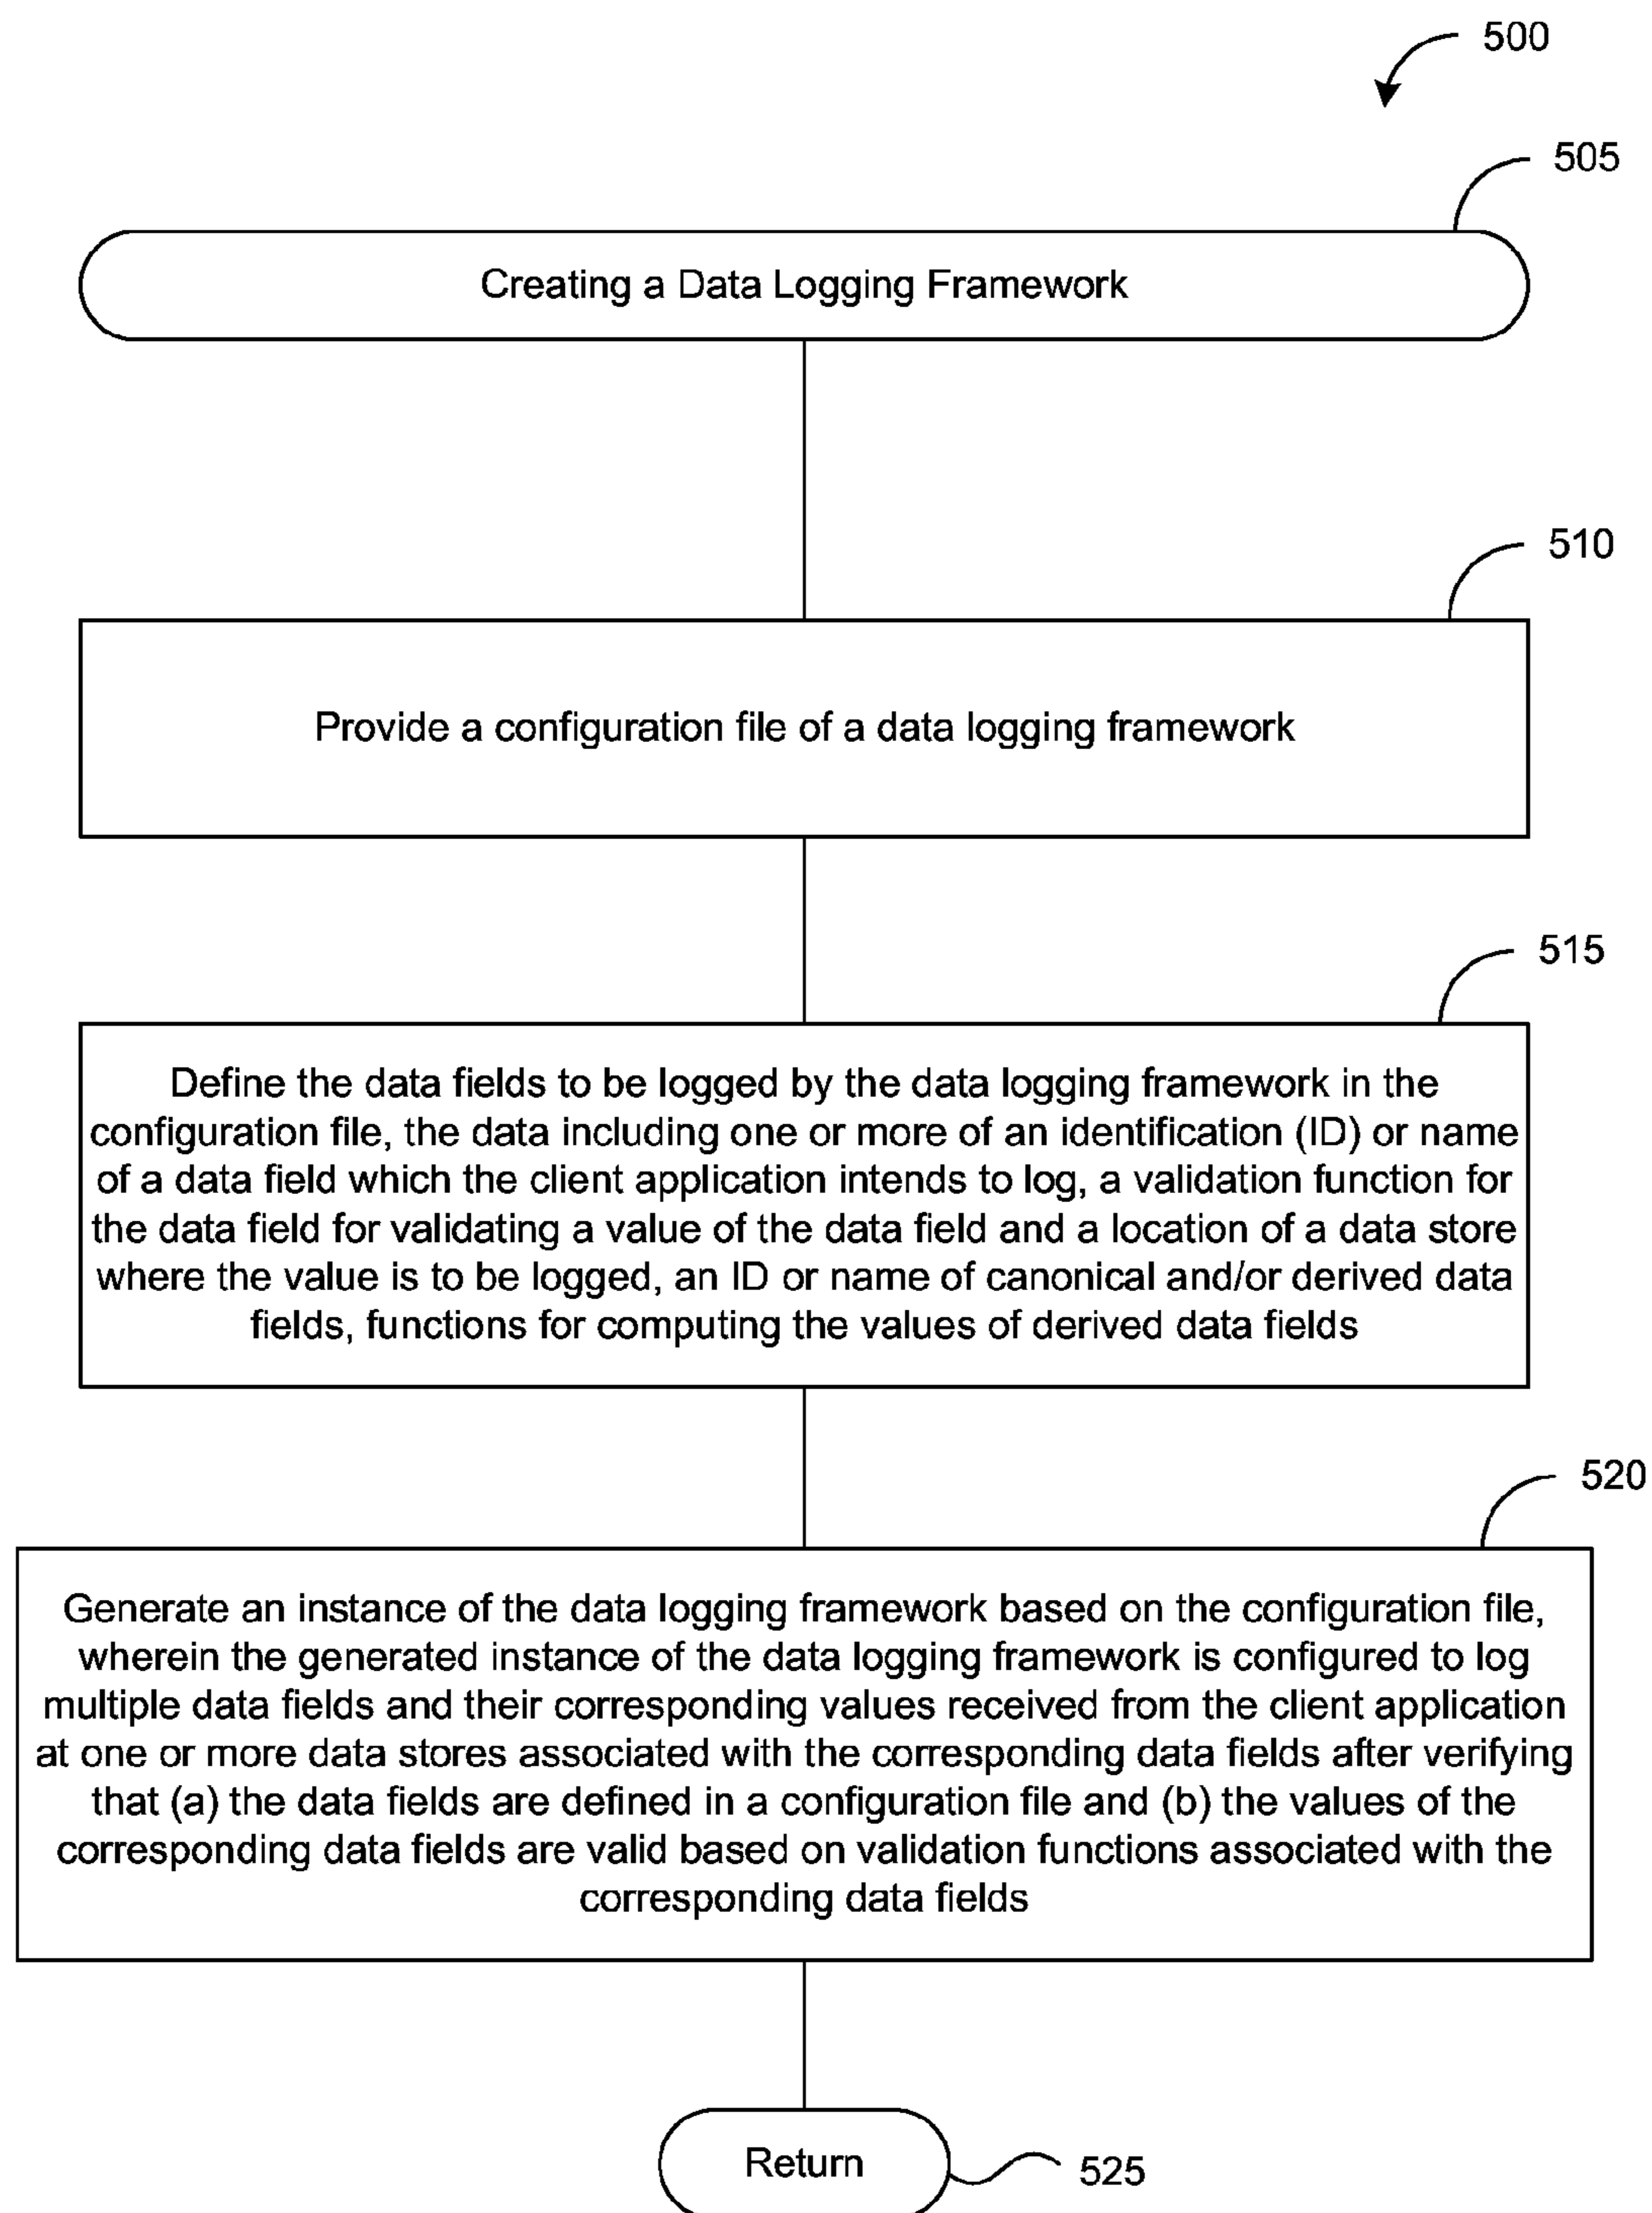 500
505
Creating a Data Logging Framework
510
Provide a configuration file of a data logging framework
515
Define the data fields to be logged by the data logging framework in the
configuration file, the data including one or more of an identification (ID) or name
of a data field which the client application intends to log, a validation function for
the data field for validating a value of the data field and a location of a data store
where the value is to be logged, an ID or name of canonical and/or derived data
fields, functions for computing the values of derived data fields
520
Generate an instance of the data logging framework based on the configuration file,
wherein the generated instance of the data logging framework is configured to log
multiple data fields and their corresponding values received from the client application
at one or more data stores associated with the corresponding data fields after verifying
that (a) the data fields are defined in a configuration file and (b) the values of the
corresponding data fields are valid based on validation functions associated with the
corresponding data fields
Return
525